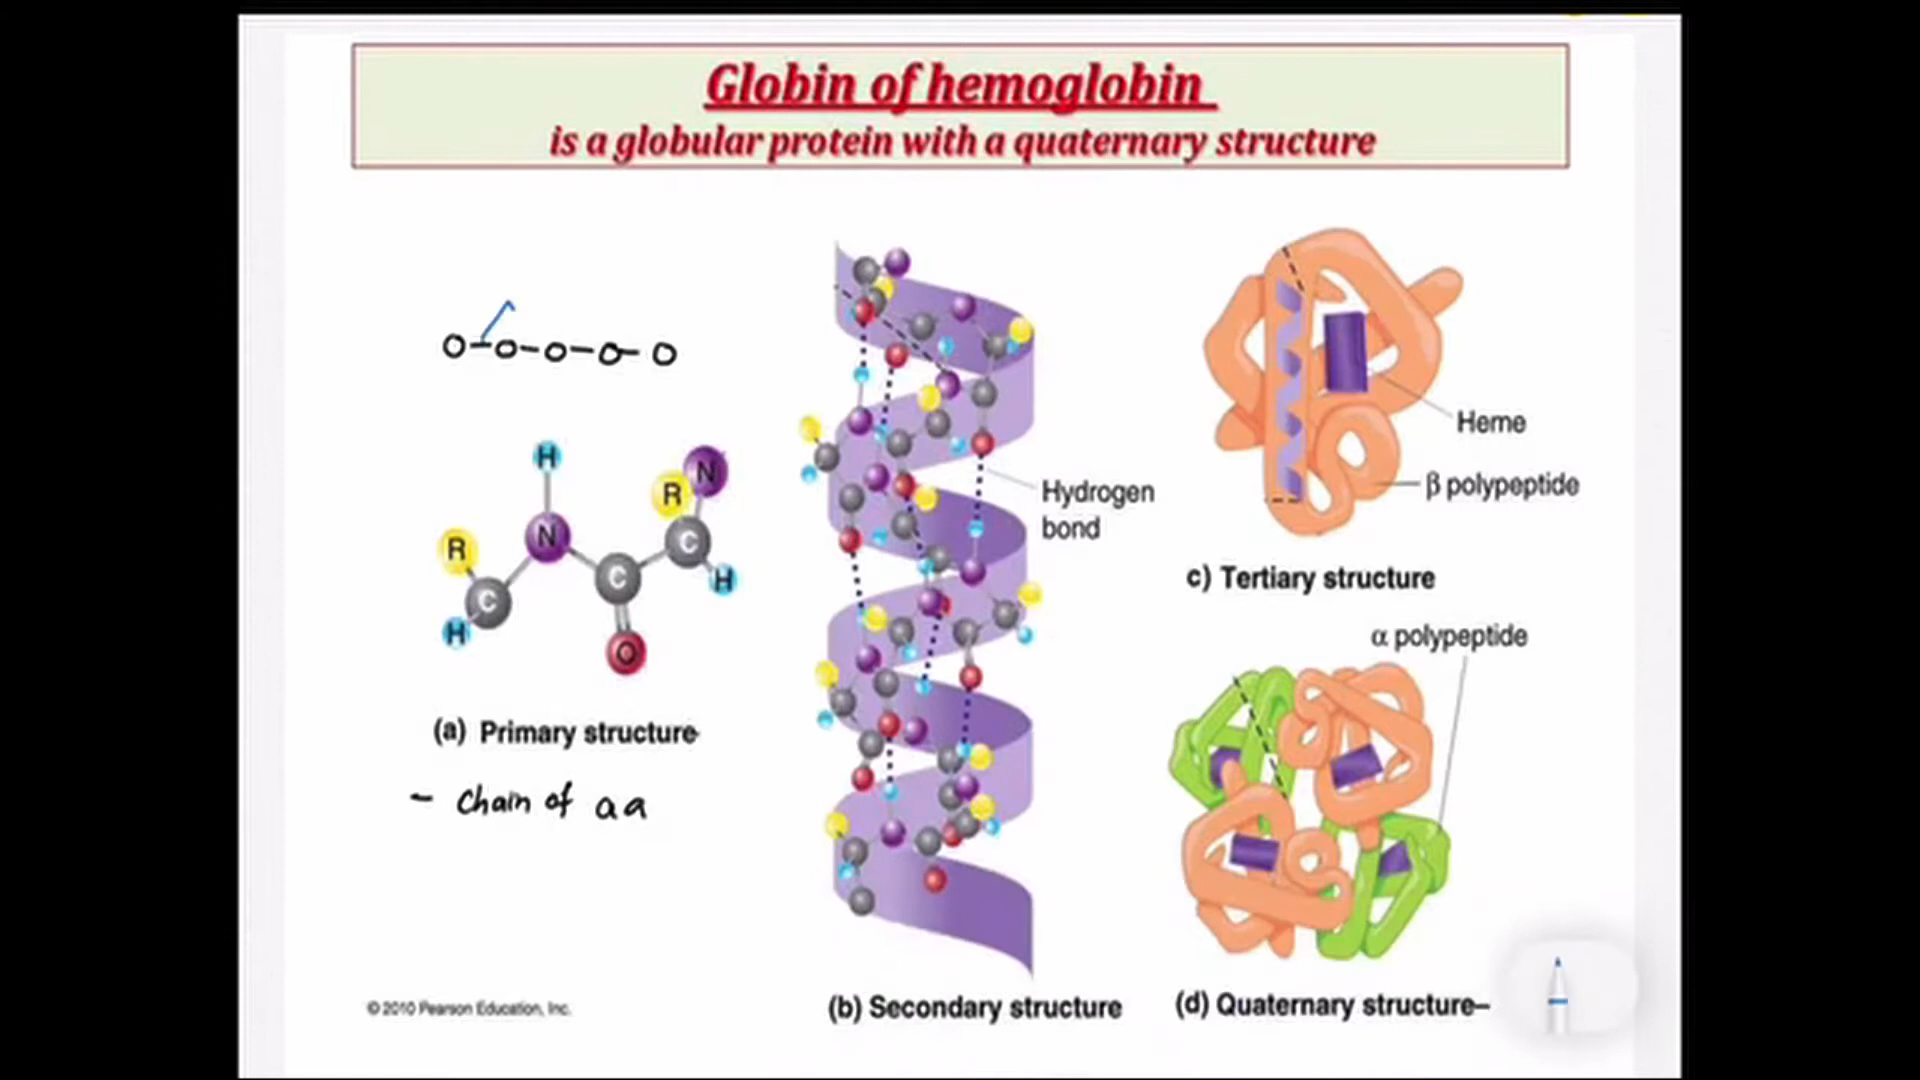 Globin of hemoglobin
is a globular protein with a quaternary structure
H
N
R
N
R
C
C
C
H
H
O
(a) Primary structure
- Chain of aa
Hydrogen
bond
(b) Secondary structure
Heme
β polypeptide
c) Tertiary structure
α polypeptide
(d) Quaternary structure–
© 2010 Pearson Education, Inc.